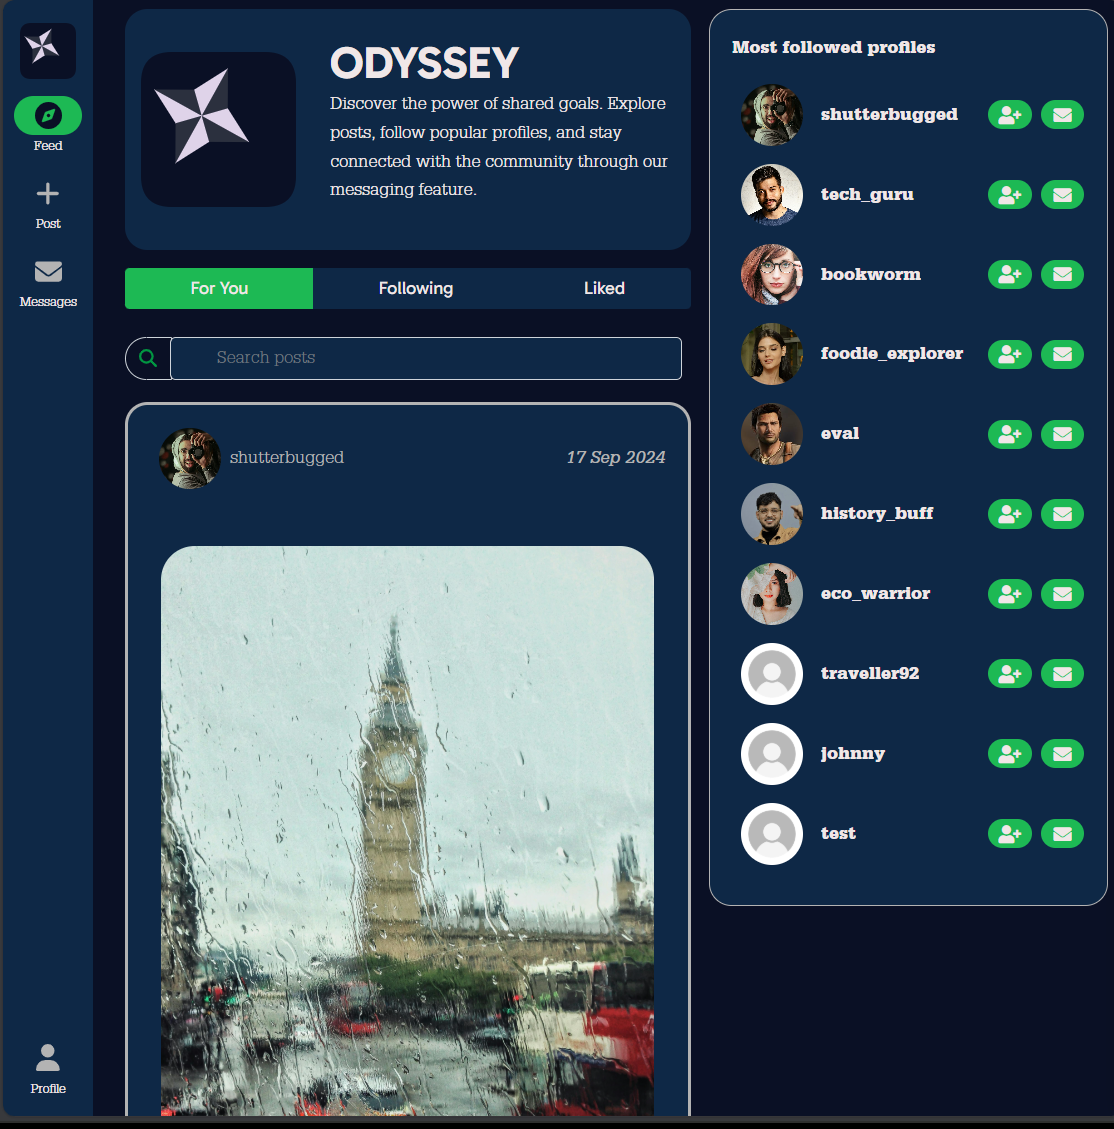 Feed
Post
Messages
Profile
ODYSSEY
Discover the power of shared goals. Explore
posts, follow popular profiles, and stay
connected with the community through our
messaging feature.
For You
Following
Liked
Search posts
shutterbugged
17 Sep 2024
Most followed profiles
shutterbugged
tech_guru
bookworm
foodie_explorer
eval
history_buff
eco_warrior
traveller92
johnny
test